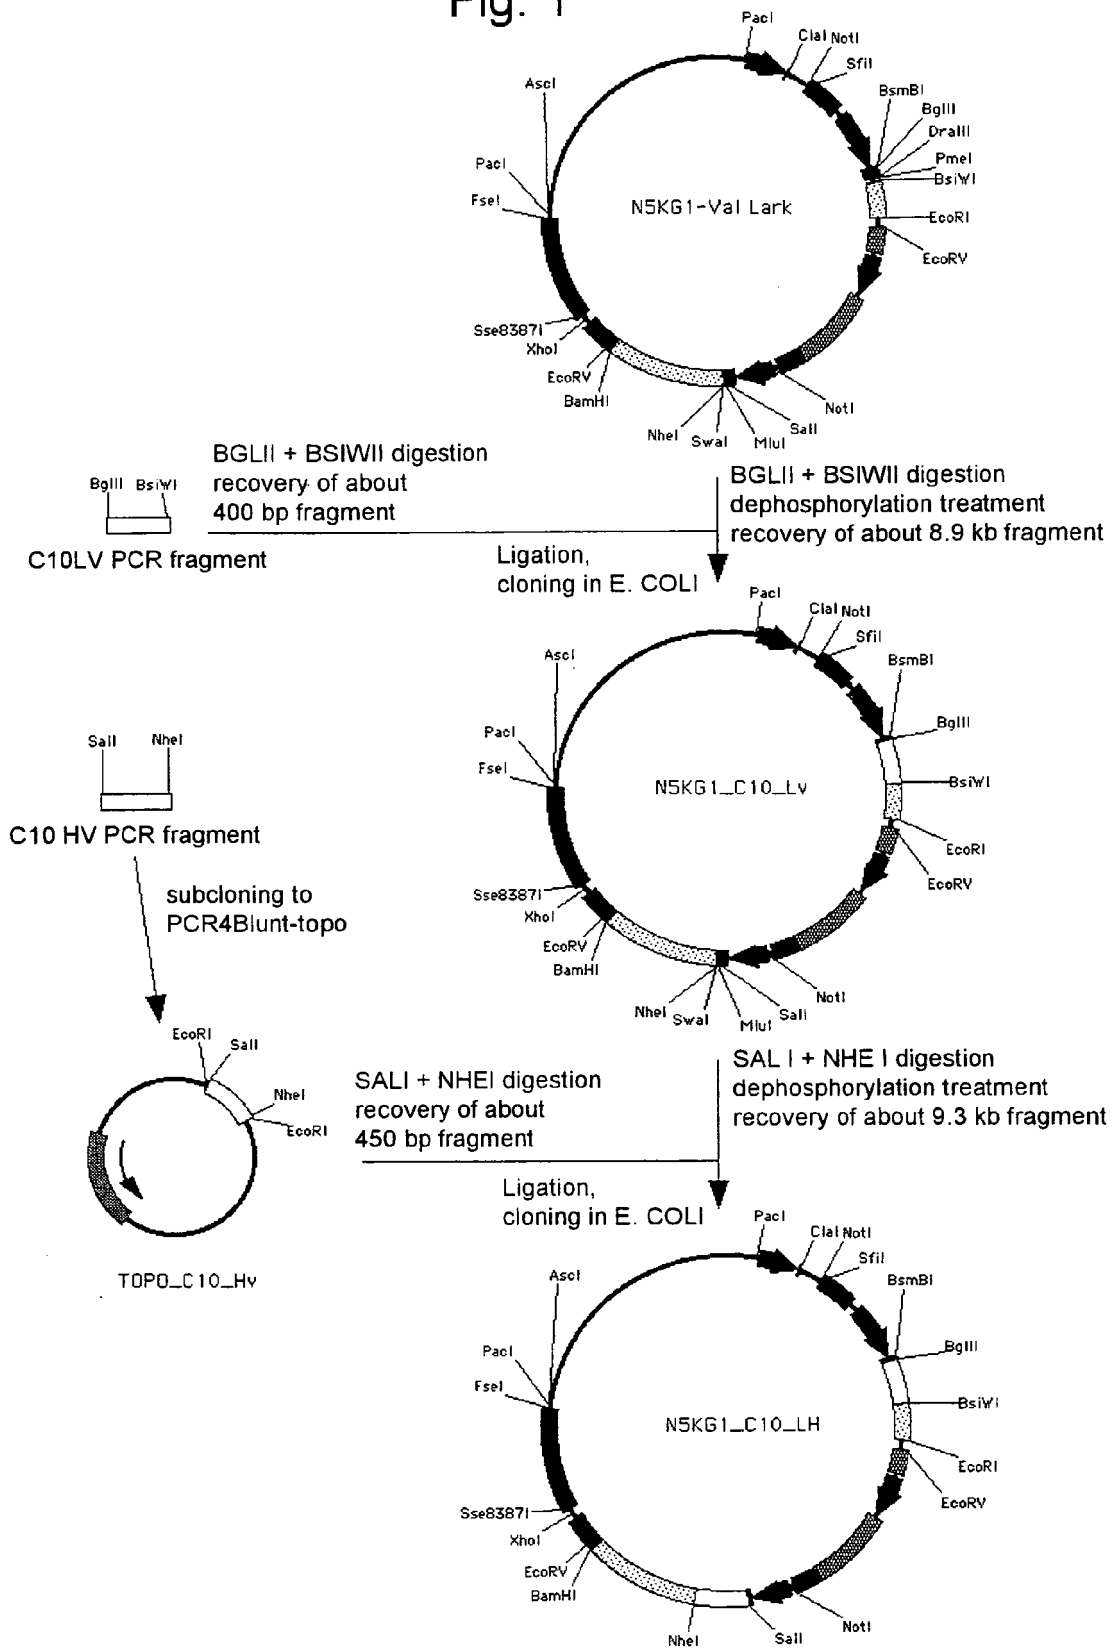 Fig. 1
PacI
ClaI NotI
SfiI
AscI
BsmBI
BglII
DraIII
PmeI
BsiWI
PacI
FseI
N5KG1-Val Lark
EcoRI
EcoRV
Sse8387I
XhoI
EcoRV
BamHI
NheI
SwaI
MluI
SalI
NotI
BGLII + BSIWII digestion
recovery of about
400 bp fragment
BglII BsiWI
C10LV PCR fragment
BGLII + BSIWII digestion
dephosphorylation treatment
recovery of about 8.9 kb fragment
Ligation,
cloning in E. COLI
PacI
ClaI NotI
SfiI
AscI
BsmBI
BglII
PacI
FseI
N5KG1_C10_Lv
BsiWI
EcoRI
EcoRV
Sse8387I
XhoI
EcoRV
BamHI
NheI
SwaI
MluI
SalI
NotI
SalI NheI
C10 HV PCR fragment
subcloning to
PCR4Blunt-topo
EcoRI
SalI
NheI
EcoRI
TOPO_C10_Hv
SALI + NHEI digestion
recovery of about
450 bp fragment
SAL I + NHE I digestion
dephosphorylation treatment
recovery of about 9.3 kb fragment
Ligation,
cloning in E. COLI
PacI
ClaI NotI
SfiI
AscI
BsmBI
BglII
PacI
FseI
N5KG1_C10_LH
BsiWI
EcoRI
EcoRV
Sse8387I
XhoI
EcoRV
BamHI
NheI
SalI
NotI